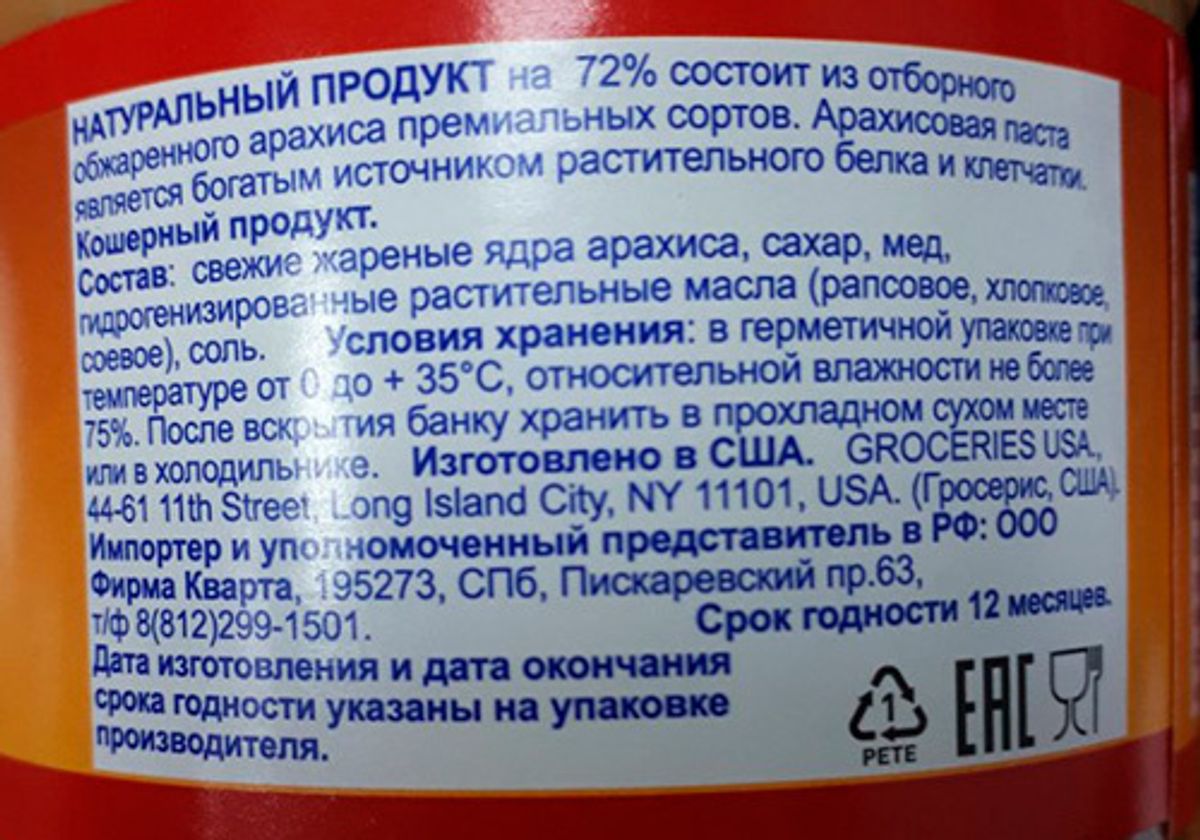 НАТУРАЛЬНЫЙ ПРОДУКТ на 72% состоит из отборного
обжаренного арахиса премиальных сортов. Арахисовая паста
является богатым источником растительного белка и клетчатки.
Кошерный продукт.
Состав: свежие жареные ядра арахиса, сахар, мед,
гидрогенизированные растительные масла (рапсовое, хлопковое,
соевое), соль. Условия хранения: в герметичной упаковке при
температуре от 0 до + 35°С, относительной влажности не более
75%. После вскрытия банку хранить в прохладном сухом месте
или в холодильнике. Изготовлено в США. GROCERIES USA.,
44-61 11th Street, Long Island City, NY 11101, USA. (Гросерис, США).
Импортер и уполномоченный представитель в РФ: ООО
Фирма Кварта, 195273, СПб, Пискаревский пр.63,
т/ф 8(812)299-1501. Срок годности 12 месяцев.
Дата изготовления и дата окончания
срока годности указаны на упаковке
производителя.
1
PETE
EAC